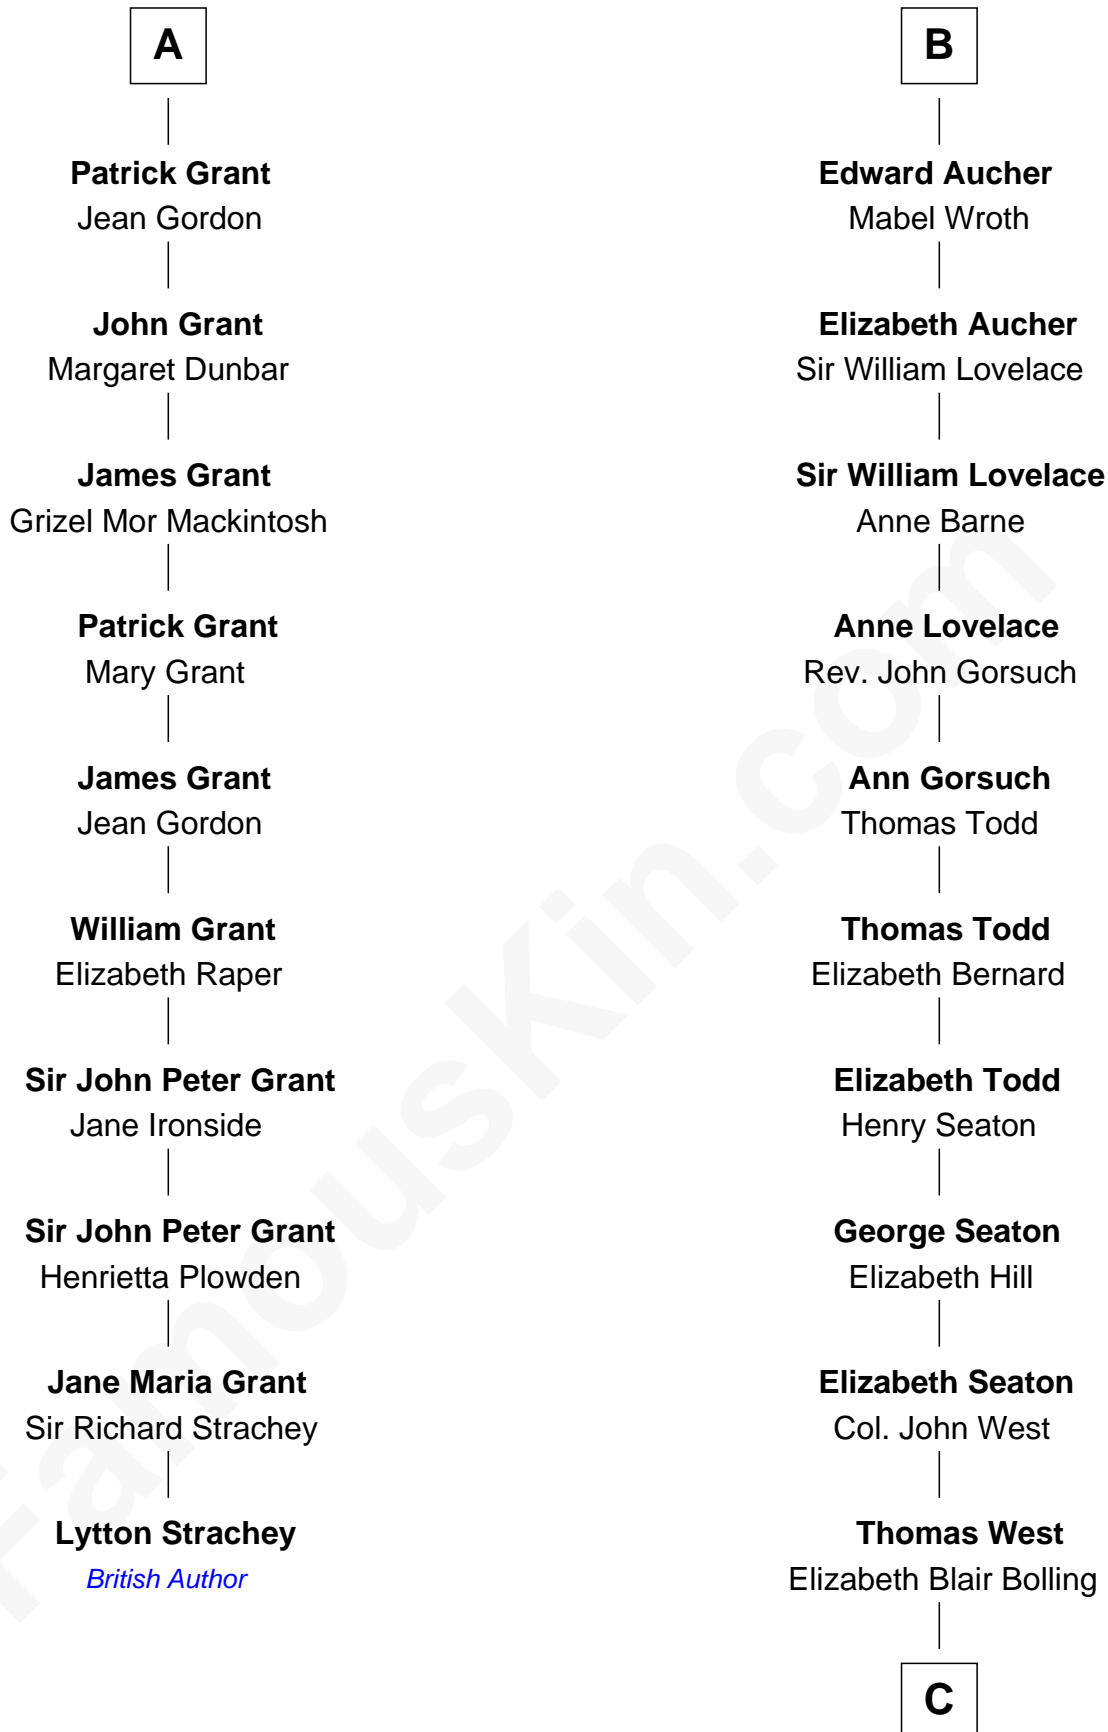 A
Patrick Grant
Jean Gordon
John Grant
Margaret Dunbar
James Grant
Grizel Mor Mackintosh
Patrick Grant
Mary Grant
James Grant
Jean Gordon
William Grant
Elizabeth Raper
Sir John Peter Grant
Jane Ironside
Sir John Peter Grant
Henrietta Plowden
Jane Maria Grant
Sir Richard Strachey
Lytton Strachey
British Author
B
Edward Aucher
Mabel Wroth
Elizabeth Aucher
Sir William Lovelace
Sir William Lovelace
Anne Barne
Anne Lovelace
Rev. John Gorsuch
Ann Gorsuch
Thomas Todd
Thomas Todd
Elizabeth Bernard
Elizabeth Todd
Henry Seaton
George Seaton
Elizabeth Hill
Elizabeth Seaton
Col. John West
Thomas West
Elizabeth Blair Bolling
C
FamousKin.com